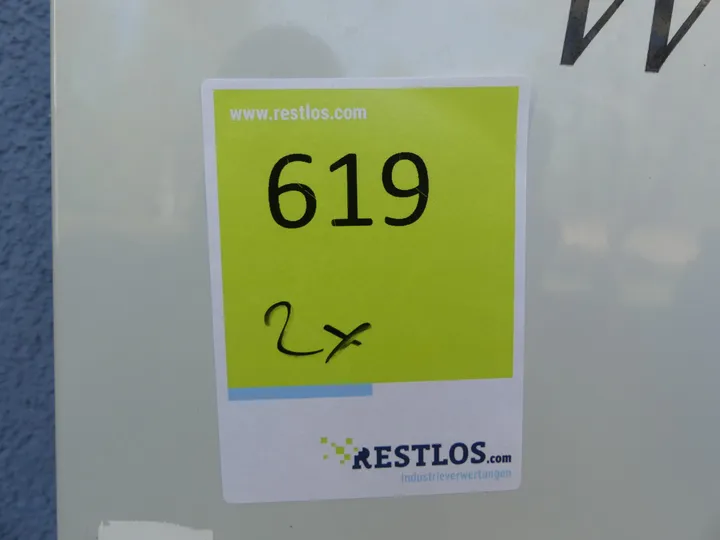 W
www.restlos.com
619
2x
RESTLOS.com
Industrieverwertungen